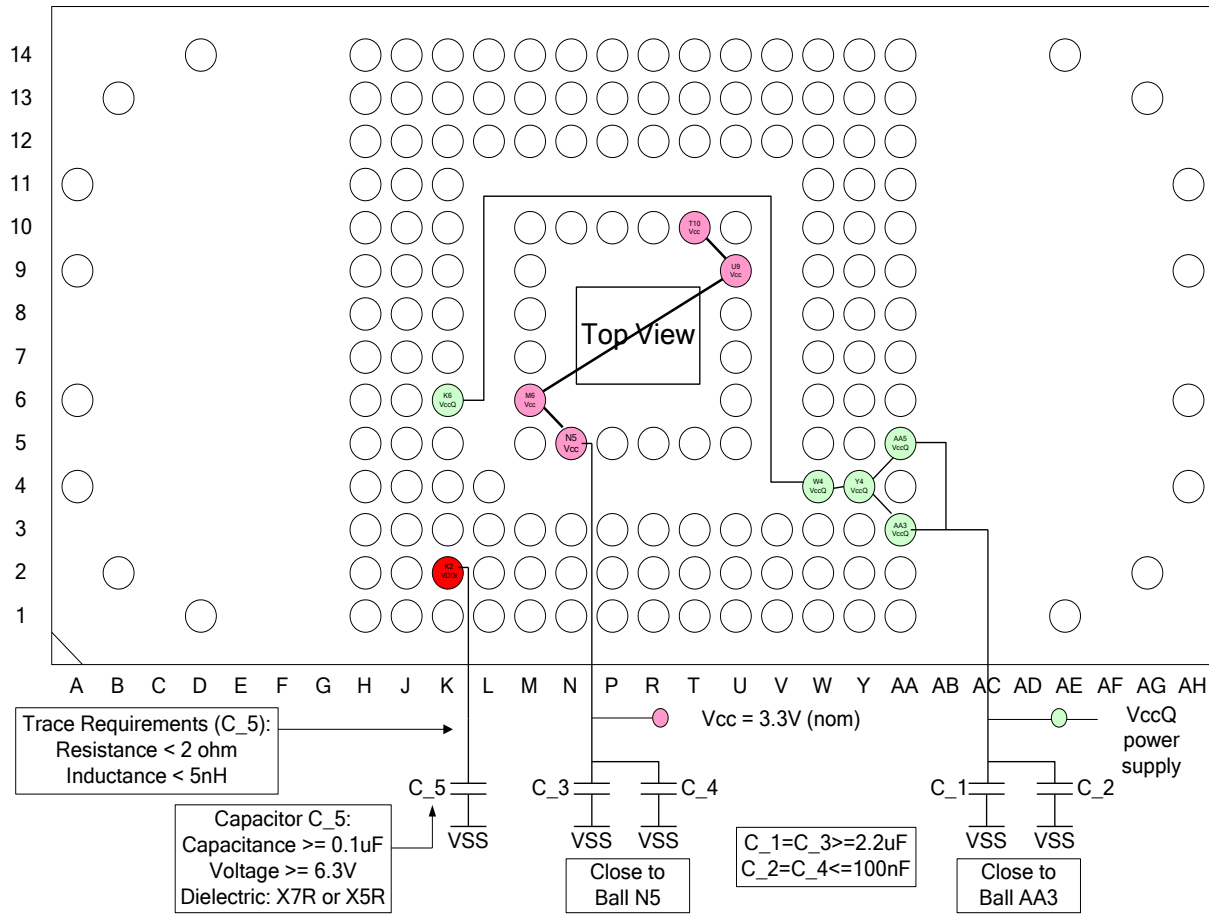 14
13
12
11
10
T10
Vcc
9
U9
Vcc
8
Top View
7
6
K6
VccQ
M6
Vcc
5
N5
Vcc
AA5
VccQ
4
W4
VccQ
Y4
VccQ
3
AA3
VccQ
2
K2
1
A B C D E F G H J K L M N P R T U V W Y AA AB AC AD AE AF AG AH
Trace Requirements (C_5):
Resistance < 2 ohm
Inductance < 5nH
Vcc = 3.3V (nom)
VccQ
power
supply
C_5
C_3
C_4
C_1
C_2
Capacitor C_5:
Capacitance >= 0.1uF
Voltage >= 6.3V
Dielectric: X7R or X5R
VSS
VSS
VSS
VSS
VSS
C_1=C_3>=2.2uF
C_2=C_4<=100nF
Close to
Ball N5
Close to
Ball AA3